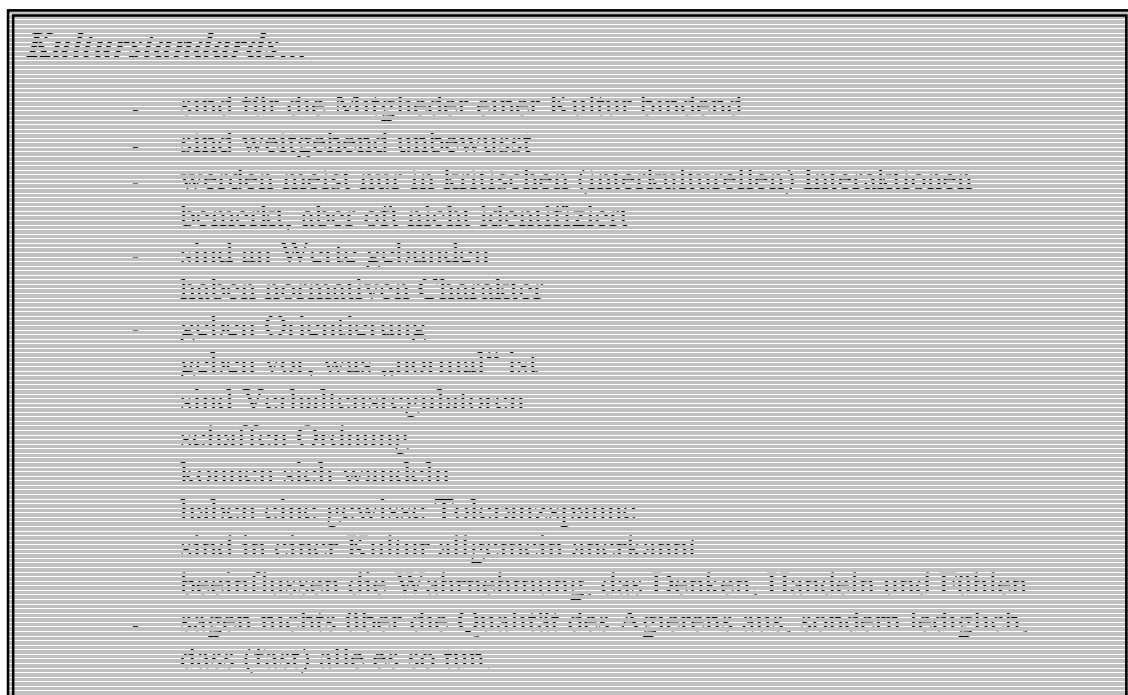 Kulturstandards...
- sind für die Mitglieder einer Kultur bindend
- sind weitgehend unbewusst
- werden meist nur in kritischen (interkulturellen) Interaktionen
bemerkt, aber oft nicht identifiziert
- sind an Werte gebunden
haben normativen Charakter
- geben Orientierung
geben vor, was „normal“ ist
sind Verhaltensregulatoren
schaffen Ordnung
können sich wandeln
haben eine gewisse Toleranzspanne
sind in einer Kultur allgemein anerkannt
beeinflussen die Wahrnehmung, das Denken, Handeln und Fühlen
- sagen nichts über die Qualität des Agierens aus, sondern lediglich,
dass (fast) alle es so tun.